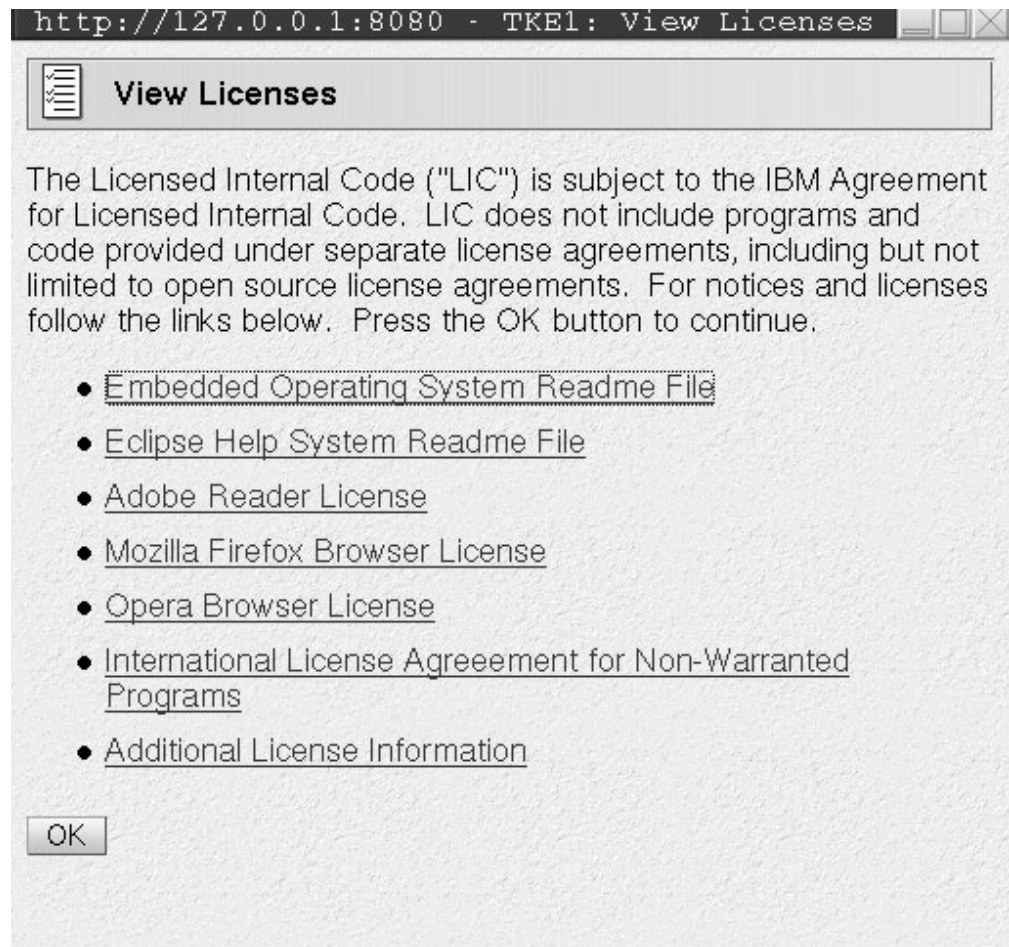 http://127.0.0.1:8080 - TKE1: View Licenses
View Licenses
The Licensed Internal Code ("LIC") is subject to the IBM Agreement
for Licensed Internal Code.  LIC does not include programs and
code provided under separate license agreements, including but not
limited to open source license agreements.  For notices and licenses
follow the links below.  Press the OK button to continue.
Embedded Operating System Readme File
Eclipse Help System Readme File
Adobe Reader License
Mozilla Firefox Browser License
Opera Browser License
International License Agreeement for Non-Warranted
Programs
Additional License Information
OK